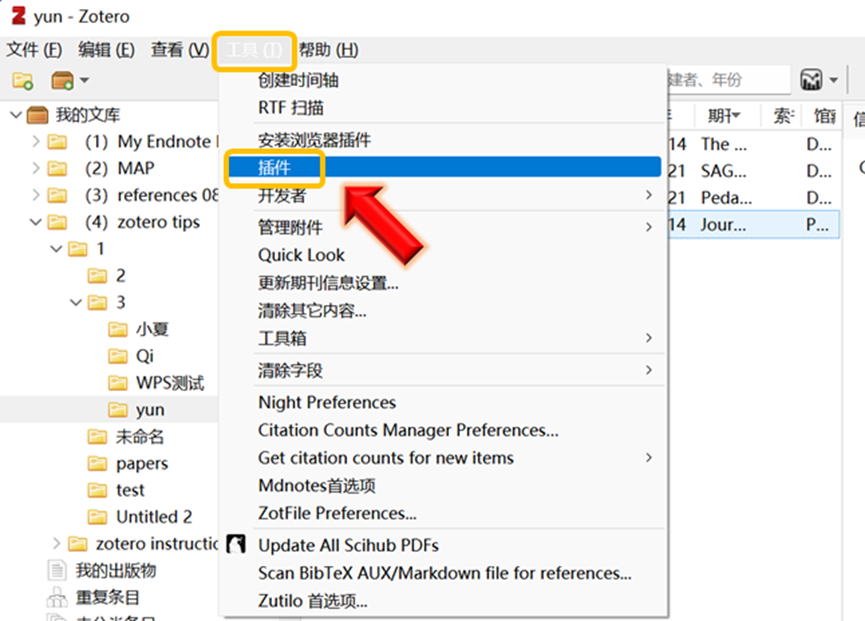 yun - Zotero
文件 (F) 编辑 (E) 查看 (V) 工具 (T) 帮助 (H)
建者、年份
我的文库
(1) My Endnote
(2) MAP
(3) references 08
(4) zotero tips
1
2
3
小夏
Qi
WPS测试
yun
未命名
papers
test
Untitled 2
zotero instructio
我的出版物
重复条目
创建时间轴
RTF 扫描
安装浏览器插件
插件
开发者
管理附件
Quick Look
更新期刊信息设置...
清除其它内容...
工具箱
清除字段
Night Preferences
Citation Counts Manager Preferences...
Get citation counts for new items
Mdnotes首选项
ZotFile Preferences...
Update All Scihub PDFs
Scan BibTeX AUX/Markdown file for references...
Zutilo 首选项...
期刊 索 馆
14 The ... D...
21 SAG... D...
21 Peda... D...
14 Jour... P...